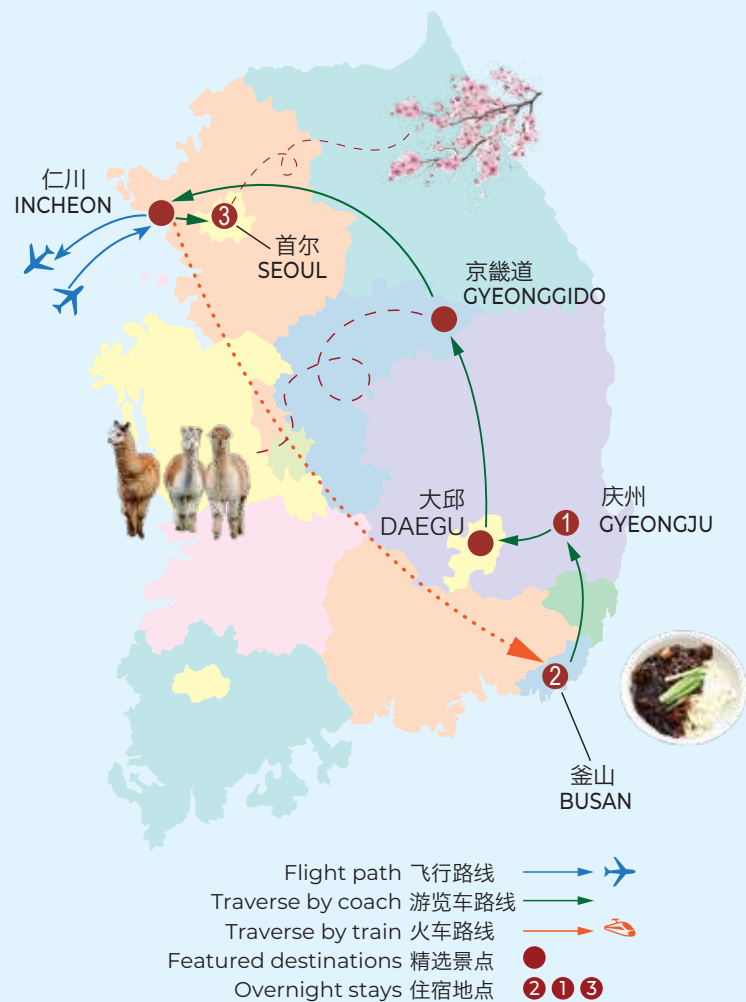 仁川
INCHEON
3
首尔
SEOUL
京畿道
GYEONGGIDO
大邱
DAEGU
1
庆州
GYEONGJU
2
釜山
BUSAN
Flight path 飞行路线
Traverse by coach 游览车路线
Traverse by train 火车路线
Featured destinations 精选景点
Overnight stays 住宿地点 2 1 3